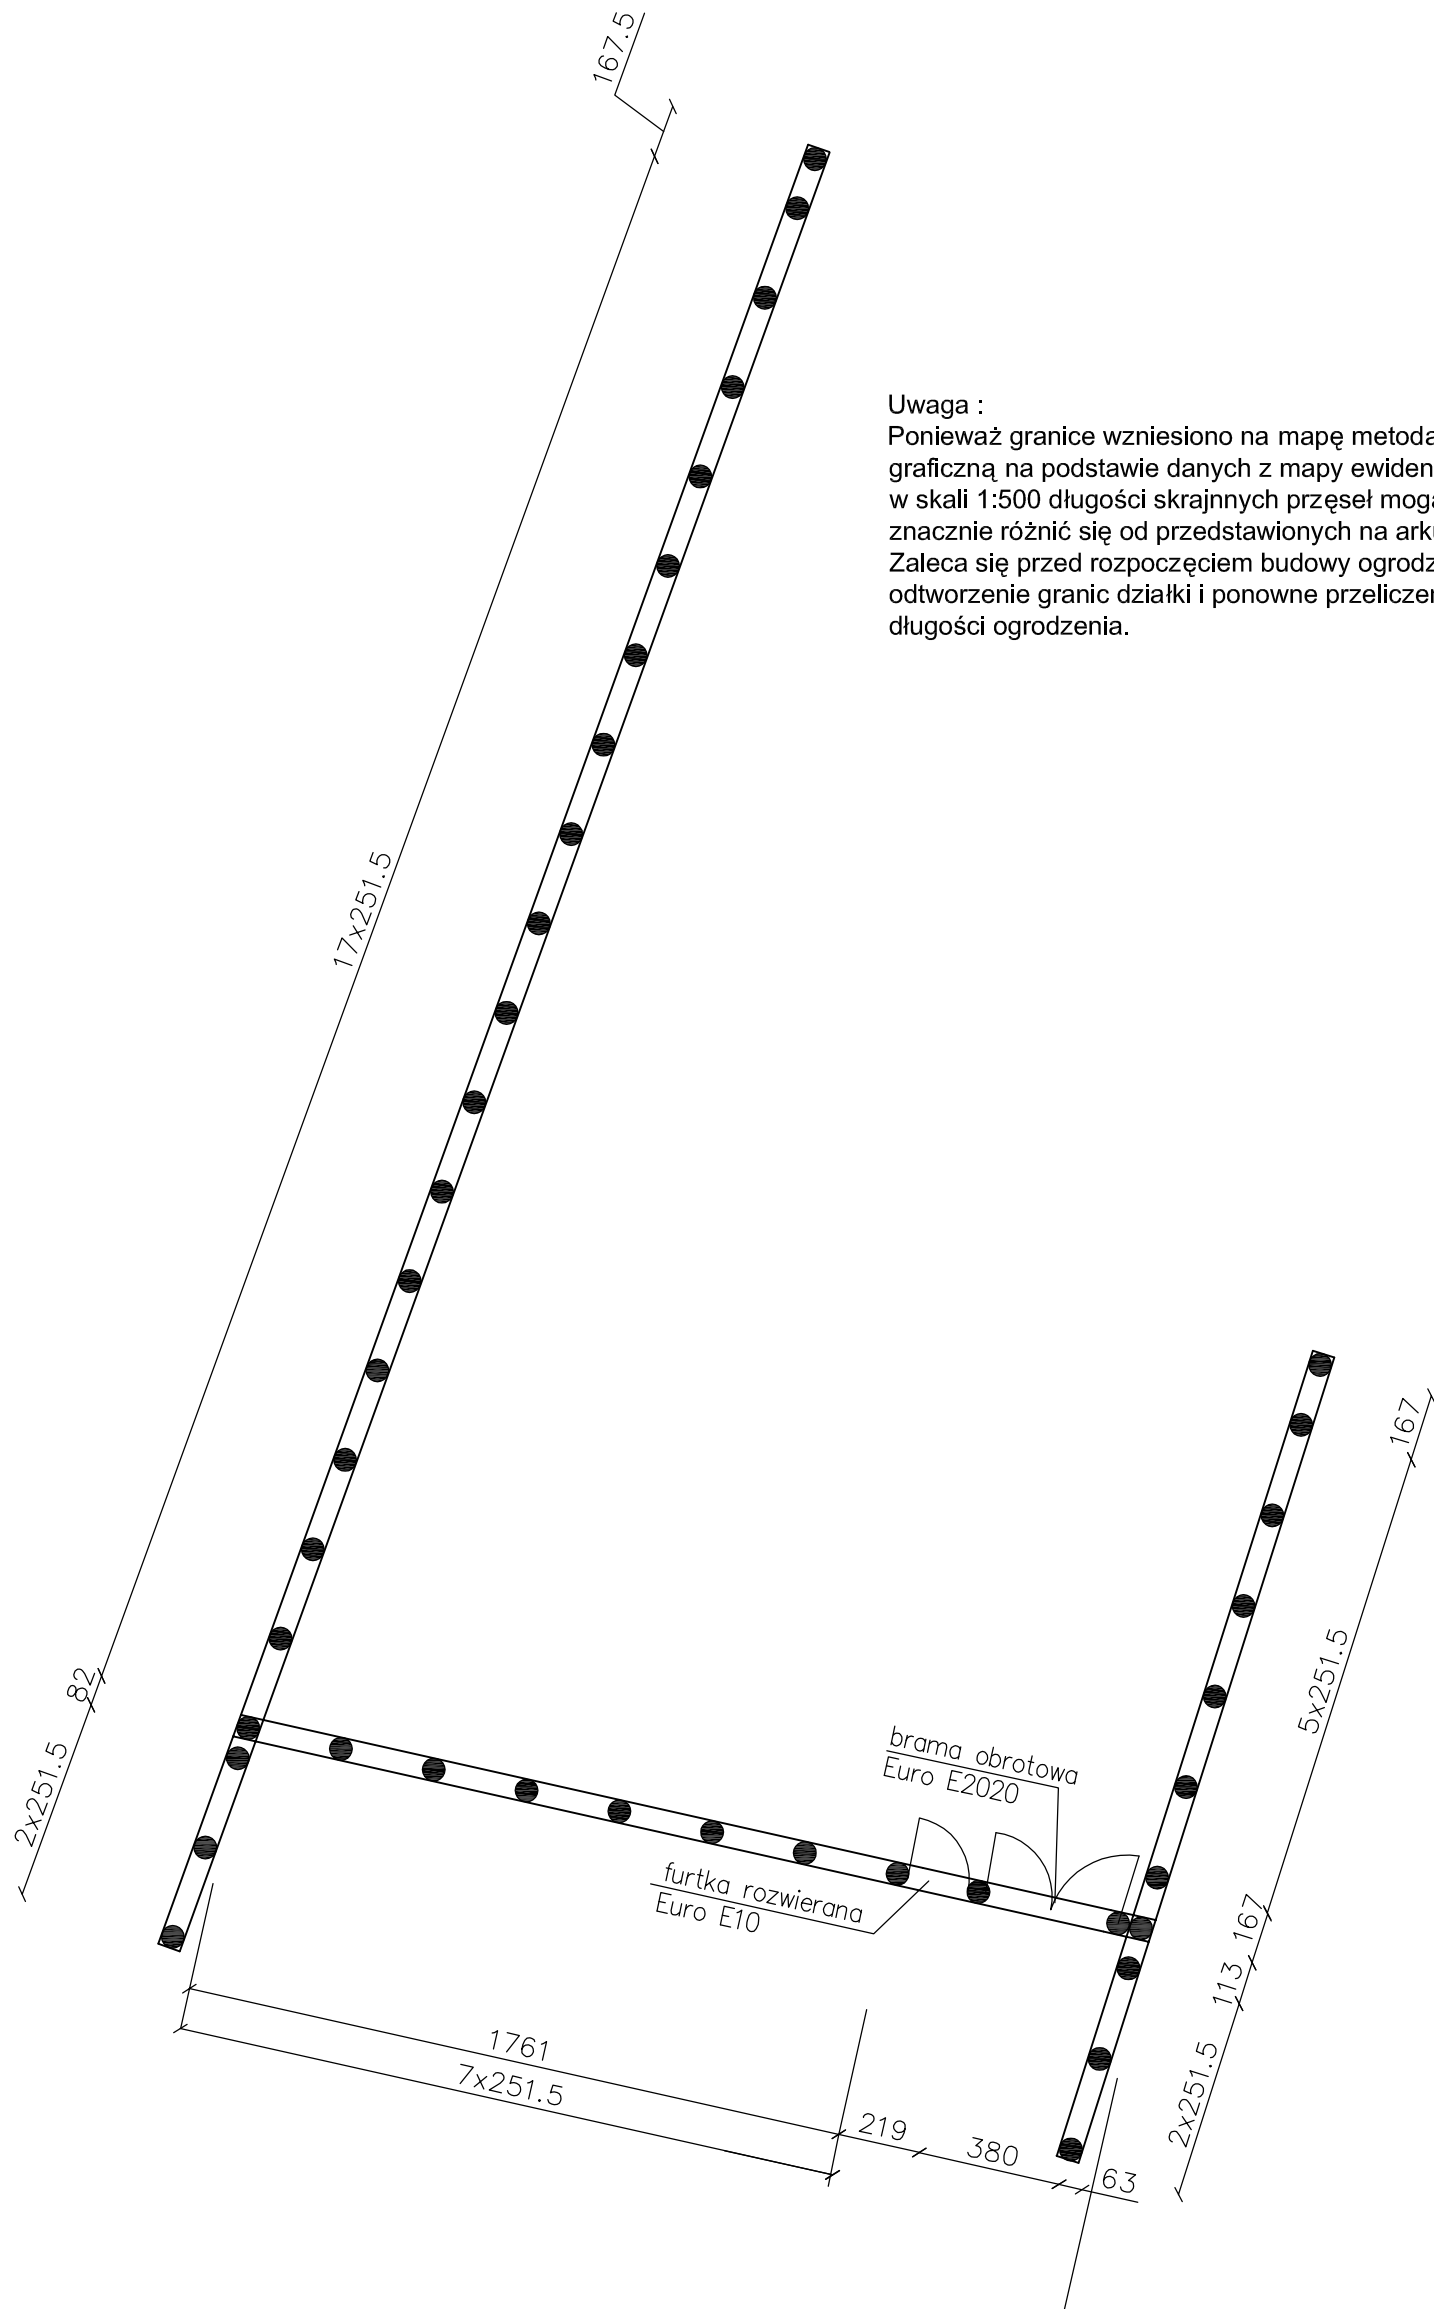 167.5
Uwaga :
Ponieważ granice wzniesiono na mapę metoda
graficzną na podstawie danych z mapy ewiden
w skali 1:500 długości skrajnnych przęseł mogą
znacznie różnić się od przedstawionych na ark
Zaleca się przed rozpoczęciem budowy ogrodz
odtworzenie granic działki i ponowne przelicze
długości ogrodzenia.
17x251.5
167
5x251.5
82
2x251.5
brama obrotowa
Euro E2020
furtka rozwierana
Euro E10
167
113
2x251.5
1761
7x251.5
219
380
63